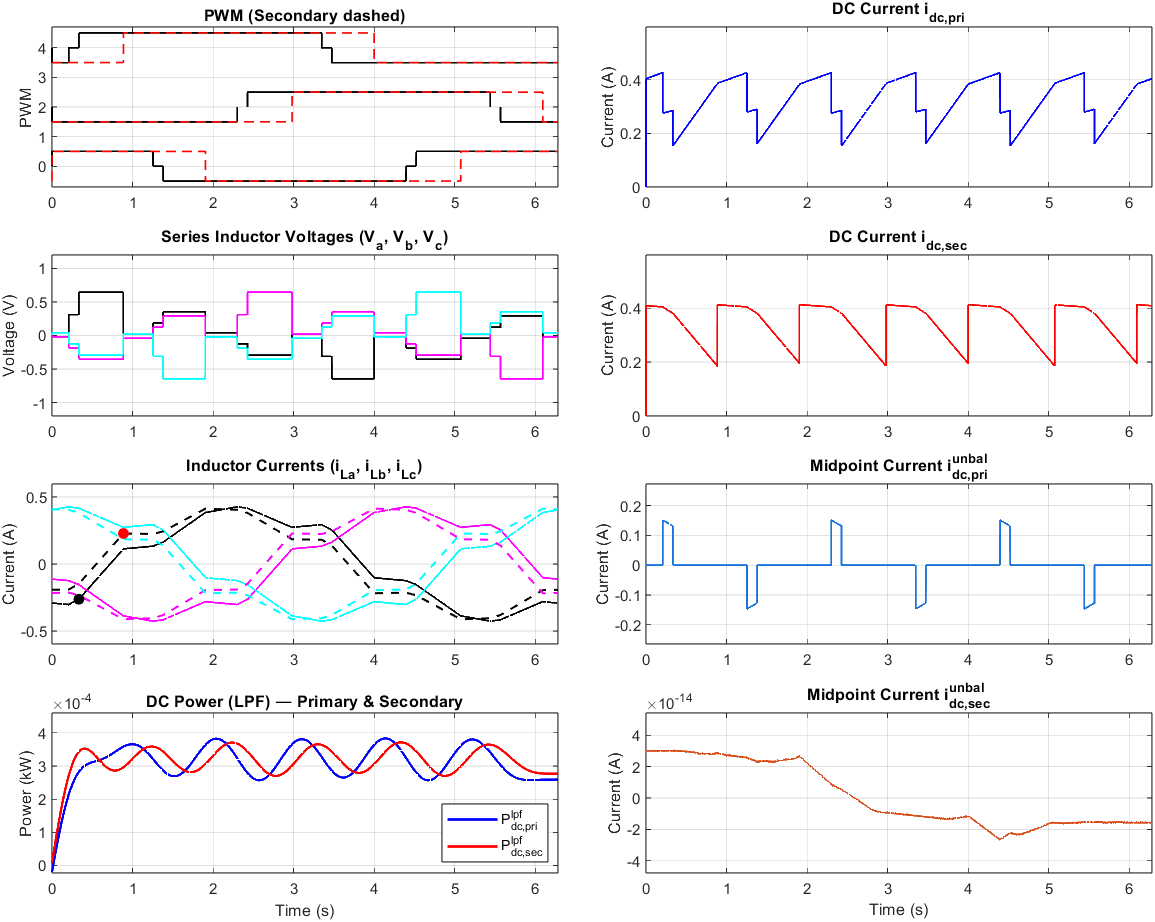 PWM (Secondary dashed)
PWM
4
3
2
1
0
0 1 2 3 4 5 6
DC Current i_dc,pri
Current (A)
0.4
0.2
0
0 1 2 3 4 5 6
Series Inductor Voltages (V_a, V_b, V_c)
Voltage (V)
1
0.5
0
-0.5
-1
0 1 2 3 4 5 6
DC Current i_dc,sec
Current (A)
0.4
0.2
0
0 1 2 3 4 5 6
Inductor Currents (i_La, i_Lb, i_Lc)
Current (A)
0.5
0
-0.5
0 1 2 3 4 5 6
Midpoint Current i^unbal_dc,pri
Current (A)
0.2
0.1
0
-0.1
-0.2
0 1 2 3 4 5 6
DC Power (LPF) — Primary & Secondary
×10^-4
Power (kW)
4
3
2
1
0
P^lpf_dc,pri
P^lpf_dc,sec
0 1 2 3 4 5 6
Time (s)
Midpoint Current i^unbal_dc,sec
×10^-14
Current (A)
4
2
0
-2
-4
0 1 2 3 4 5 6
Time (s)